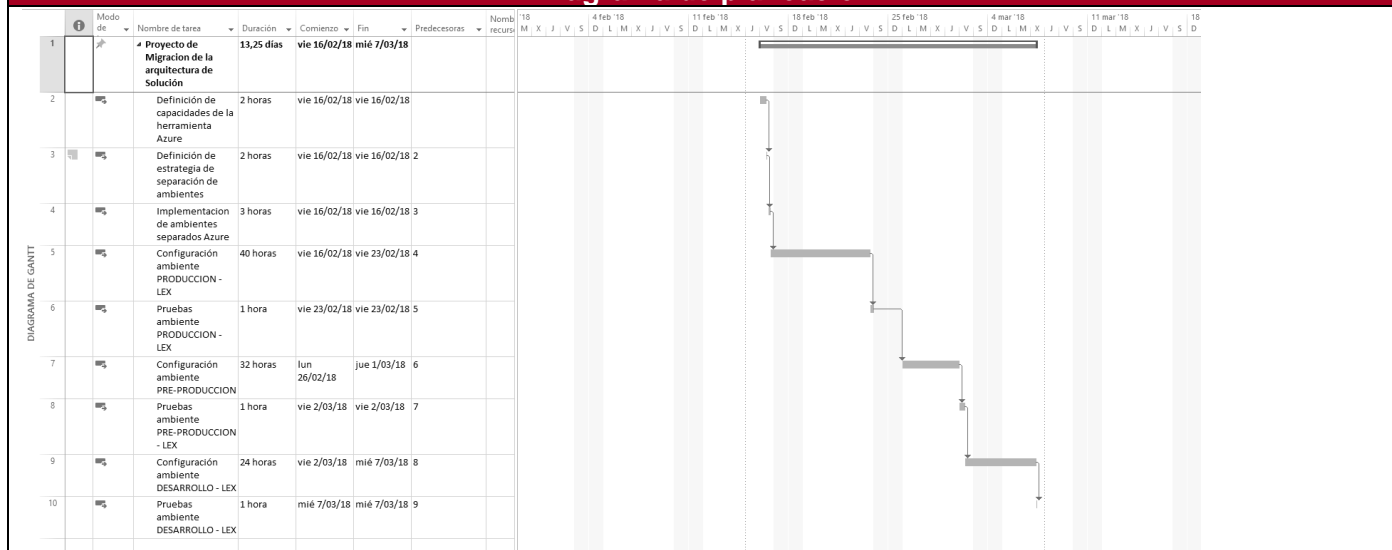 Modo
de
Nombre de tarea
Duración
Comienzo
Fin
Predecesoras
Nomb
recurs
'18
4 feb '18
11 feb '18
18 feb '18
25 feb '18
4 mar '18
11 mar '18
18
M X J V S D L M X J V S D L M X J V S D L M X J V S D L M X J V S D L M X J V S D L M X J V S D
DIAGRAMA DE GANTT
1 Proyecto de 13,25 días vie 16/02/18 mié 7/03/18
Migracion de la
arquitectura de
Solución
2 Definición de 2 horas vie 16/02/18 vie 16/02/18
capacidades de la
herramienta
Azure
3 Definición de 2 horas vie 16/02/18 vie 16/02/18 2
estrategia de
separación de
ambientes
4 Implementacion 3 horas vie 16/02/18 vie 16/02/18 3
de ambientes
separados Azure
5 Configuración 40 horas vie 16/02/18 vie 23/02/18 4
ambiente
PRODUCCION -
LEX
6 Pruebas 1 hora vie 23/02/18 vie 23/02/18 5
ambiente
PRODUCCION -
LEX
7 Configuración 32 horas lun jue 1/03/18 6
ambiente 26/02/18
PRE-PRODUCCION
8 Pruebas 1 hora vie 2/03/18 vie 2/03/18 7
ambiente
PRE-PRODUCCION
- LEX
9 Configuración 24 horas vie 2/03/18 mié 7/03/18 8
ambiente
DESARROLLO - LEX
10 Pruebas 1 hora mié 7/03/18 mié 7/03/18 9
ambiente
DESARROLLO - LEX